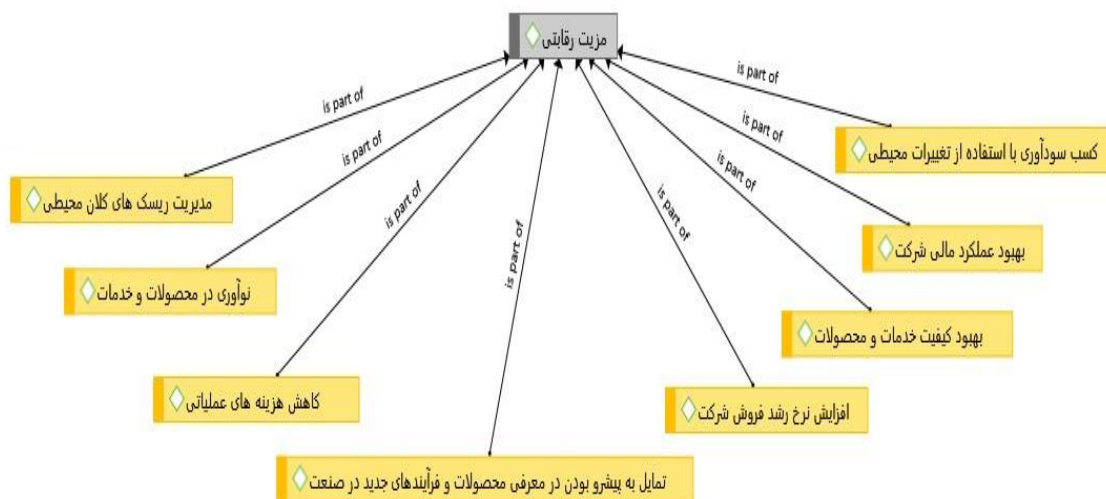 مزیت رقابتی
is part of
is part of
is part of
is part of
is part of
is part of
is part of
is part of
کسب سودآوری با استفاده از تغییرات محیطی
مدیریت ریسک های کلان محیطی
بهبود عملکرد مالی شرکت
نوآوری در محصولات و خدمات
بهبود کیفیت خدمات و محصولات
کاهش هزینه های عملیاتی
افزایش نرخ رشد فروش شرکت
تمایل به پیشرو بودن در معرفی محصولات و فرآیندهای جدید در صنعت